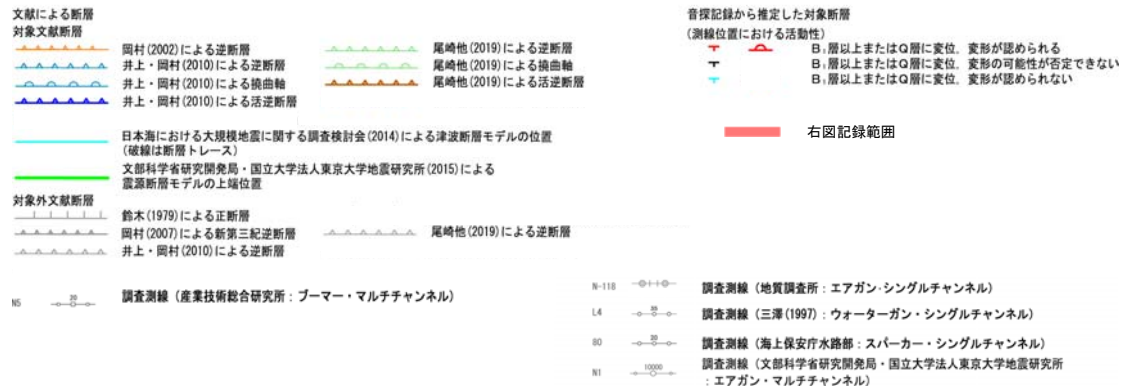 文献による断層
対象文献断層
岡村(2002)による逆断層
井上・岡村(2010)による逆断層
井上・岡村(2010)による撓曲軸
井上・岡村(2010)による活逆断層
尾崎他(2019)による逆断層
尾崎他(2019)による撓曲軸
尾崎他(2019)による活逆断層
日本海における大規模地震に関する調査検討会(2014)による津波断層モデルの位置
(破線は断層トレース)
文部科学省研究開発局・国立大学法人東京大学地震研究所(2015)による
震源断層モデルの上端位置
対象外文献断層
鈴木(1979)による正断層
岡村(2007)による新第三紀逆断層
井上・岡村(2010)による逆断層
尾崎他(2019)による逆断層
N5 20 調査測線(産業技術総合研究所:ブーマー・マルチチャンネル)
音探記録から推定した対象断層
(測線位置における活動性)
B₁層以上またはQ層に変位、変形が認められる
B₁層以上またはQ層に変位、変形の可能性が否定できない
B₁層以上またはQ層に変位、変形が認められない
右図記録範囲
N-118 調査測線(地質調査所:エアガン・シングルチャンネル)
L4 35 調査測線(三澤(1997):ウォーターガン・シングルチャンネル)
80 20 調査測線(海上保安庁水路部:スパーカー・シングルチャンネル)
N1 10000 調査測線(文部科学省研究開発局・国立大学法人東京大学地震研究所
:エアガン・マルチチャンネル)